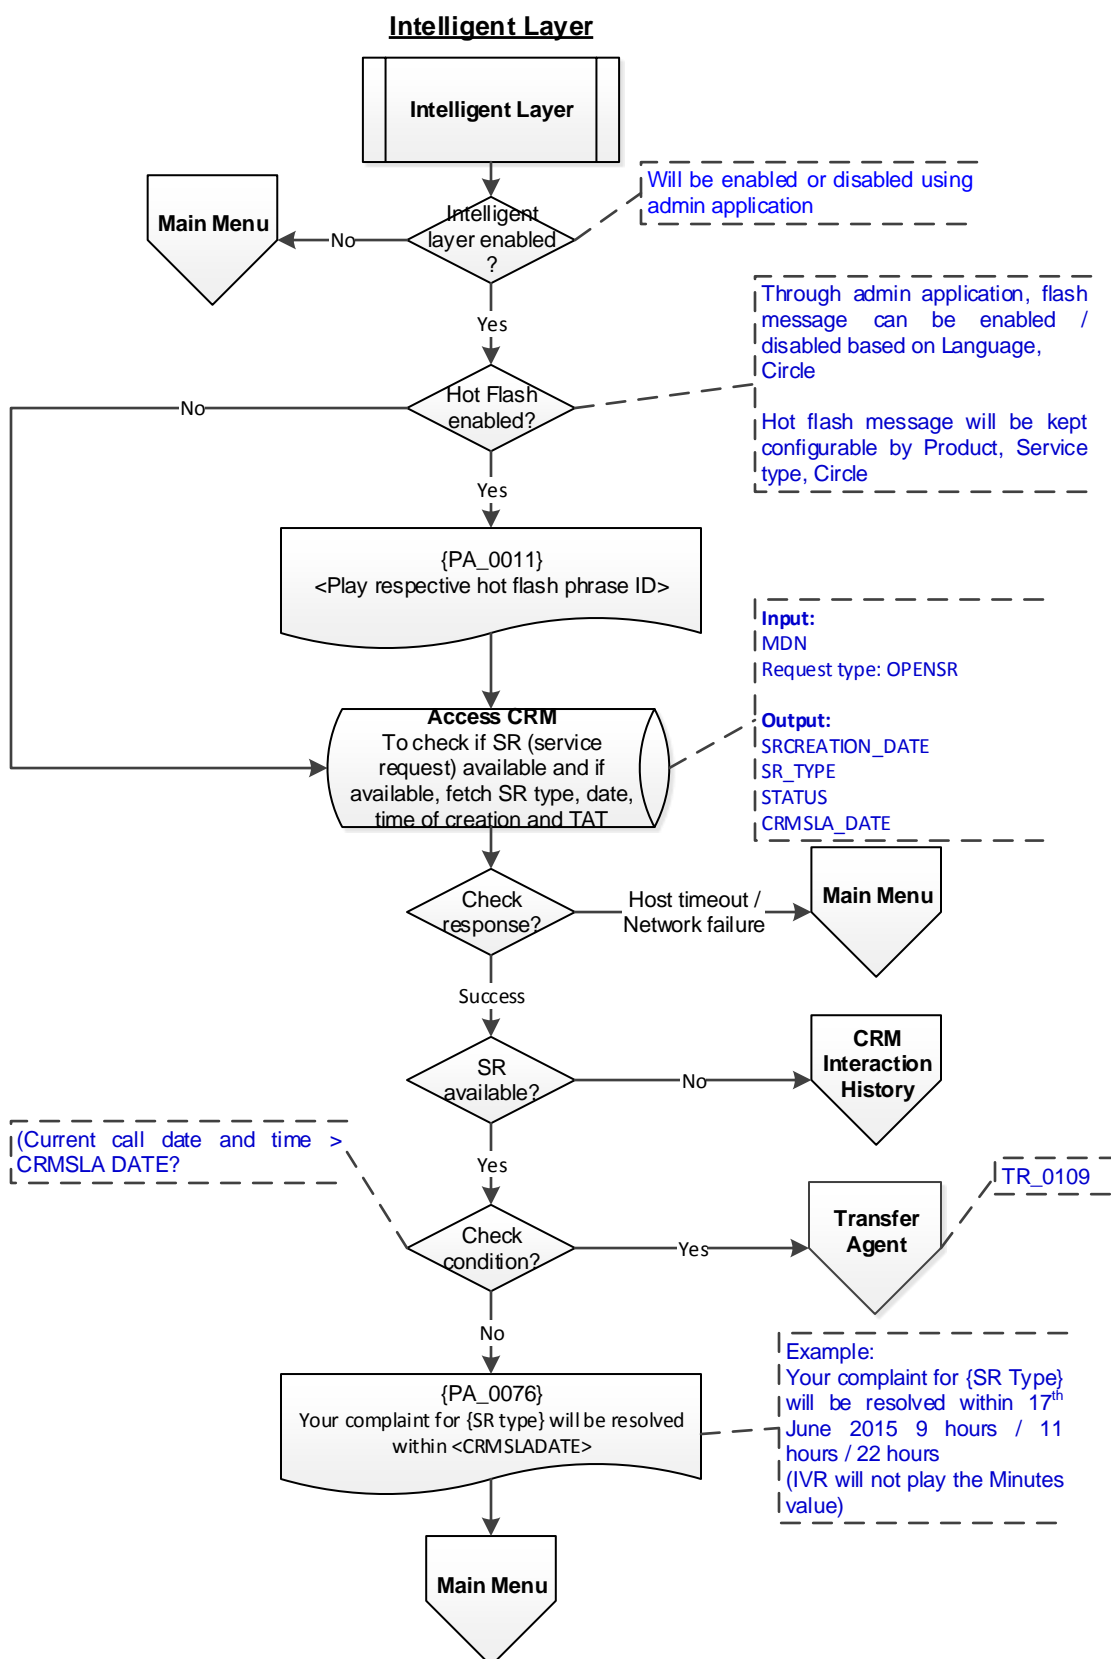 Intelligent Layer
Intelligent Layer
Will be enabled or disabled using
admin application
Main Menu
No
Intelligent
layer enabled
?
Yes
Through admin application, flash
message can be enabled /
disabled based on Language,
Circle
Hot flash message will be kept
configurable by Product, Service
type, Circle
No
Hot Flash
enabled?
Yes
{PA_0011}
<Play respective hot flash phrase ID>
Input:
MDN
Request type: OPENSR
Output:
SRCREATION_DATE
SR_TYPE
STATUS
CRMSLA_DATE
Access CRM
To check if SR (service
request) available and if
available, fetch SR type, date,
time of creation and TAT
Check
response?
Host timeout /
Network failure
Main Menu
Success
SR
available?
No
CRM
Interaction
History
(Current call date and time >
CRMSLA DATE?
Yes
TR_0109
Check
condition?
Yes
Transfer
Agent
No
{PA_0076}
Your complaint for {SR type} will be resolved
within <CRMSLADATE>
Example:
Your complaint for {SR Type}
will be resolved within 17th
June 2015 9 hours / 11
hours / 22 hours
(IVR will not play the Minutes
value)
Main Menu